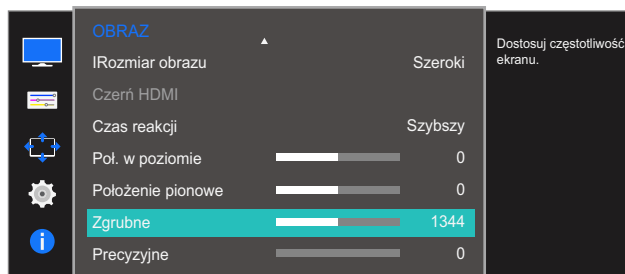 OBRAZ
IRozmiar obrazu Szeroki
Czerń HDMI
Czas reakcji Szybszy
Poł. w poziomie 0
Położenie pionowe 0
Zgrubne 1344
Precyzyjne 0
Dostosuj częstotliwość
ekranu.